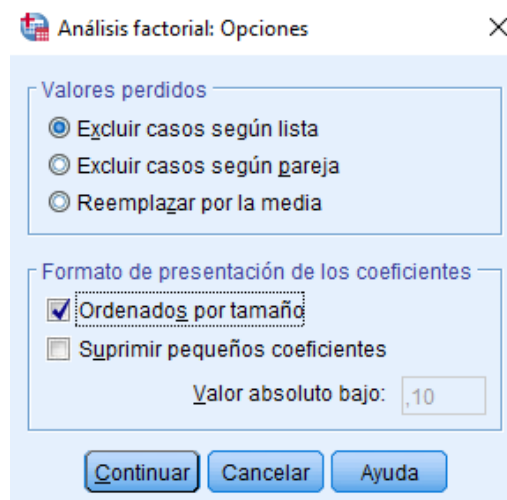 Análisis factorial: Opciones
Valores perdidos
Excluir casos según lista
Excluir casos según pareja
Reemplazar por la media
Formato de presentación de los coeficientes
Ordenados por tamaño
Suprimir pequeños coeficientes
Valor absoluto bajo: ,10
Continuar Cancelar Ayuda